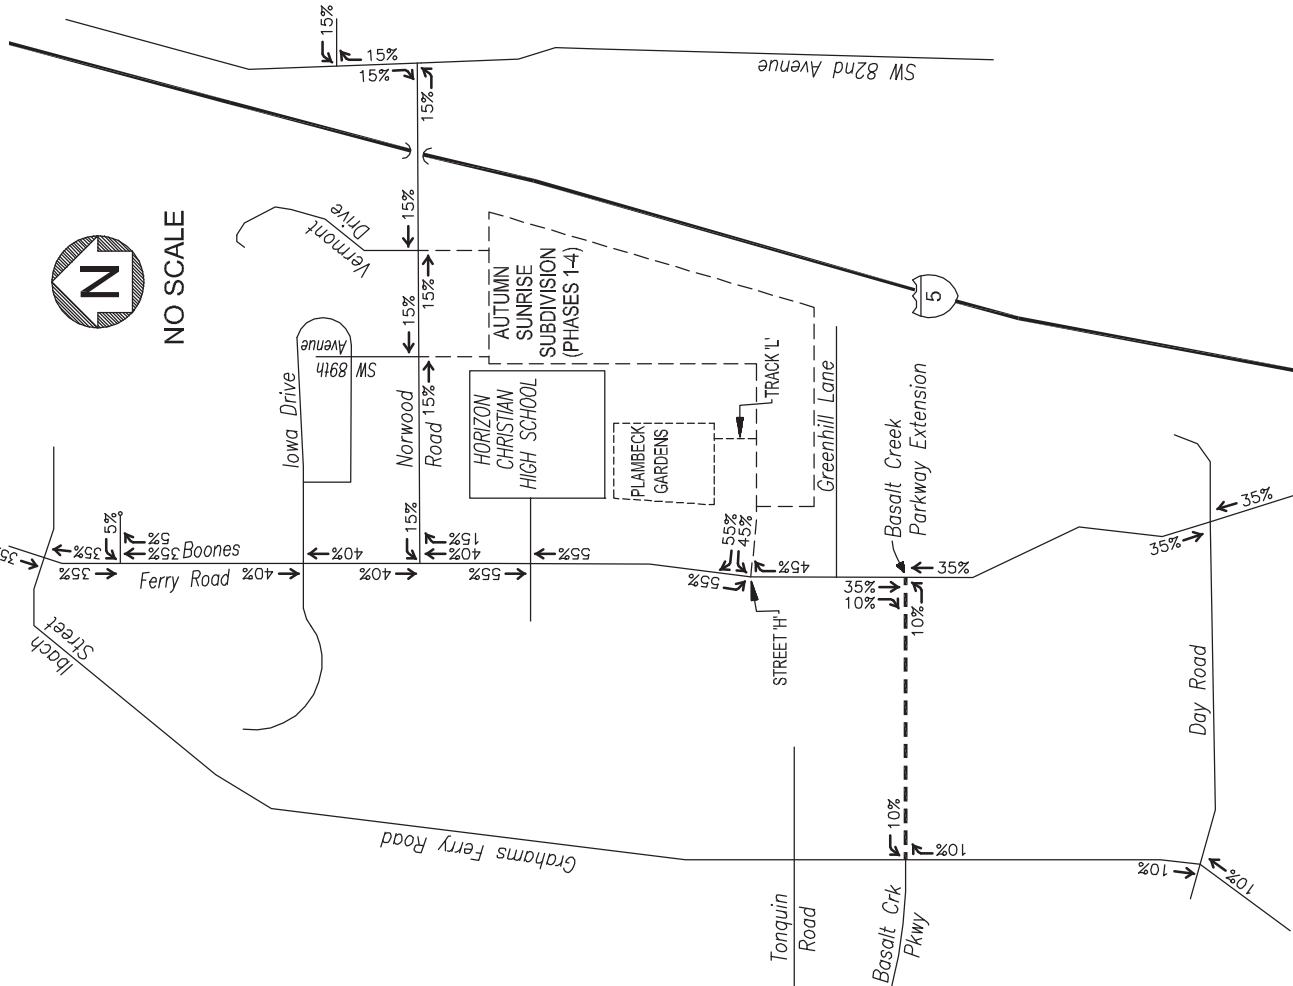 15%
15%
15%
15%
SW 82nd Avenue
N
NO SCALE
Vermont
Drive
15%
15%
AUTUMN
SUNRISE
SUBDIVISION
(PHASES 1-4)
5
15%
15%
SW 89th
Avenue
Iowa Drive
Norwood
Road
HORIZON
CHRISTIAN
HIGH SCHOOL
PLAMBECK
GARDENS
TRACK 'L'
Greenhill Lane
Basalt Creek
Parkway Extension
5%
5%
35%
35%
35%
Boones
Ferry Road
40%
40%
15%
15%
40%
40%
55%
55%
55%
45%
55%
45%
STREET 'H'
35%
10%
35%
10%
35%
35%
Day Road
Ibach
Street
Grahams Ferry Road
10%
10%
10%
10%
Tonquin
Road
Basalt Crk
Pkwy